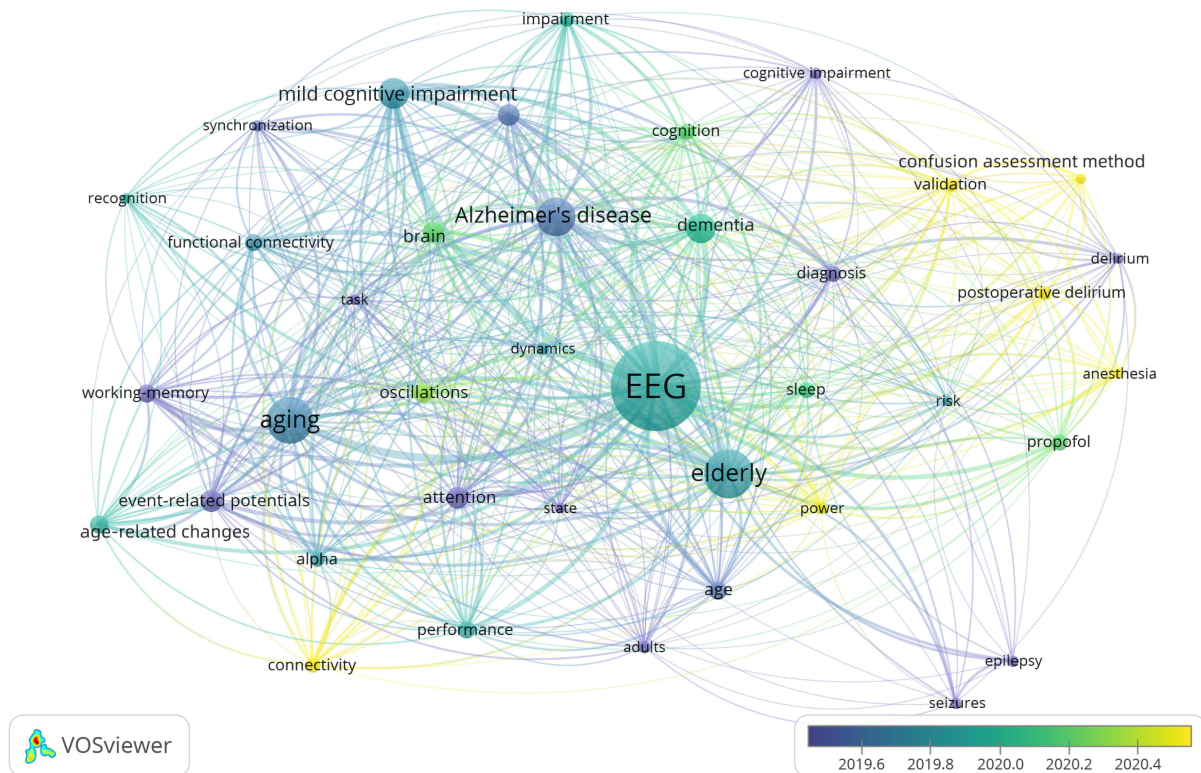 impairment
cognitive impairment
mild cognitive impairment
synchronization
cognition
confusion assessment method
validation
recognition
Alzheimer's disease
dementia
brain
functional connectivity
delirium
diagnosis
postoperative delirium
task
dynamics
anesthesia
EEG
working-memory
oscillations
sleep
risk
aging
propofol
elderly
event-related potentials
attention
state
power
age-related changes
alpha
age
performance
adults
connectivity
epilepsy
seizures
VOSviewer
2019.6 2019.8 2020.0 2020.2 2020.4